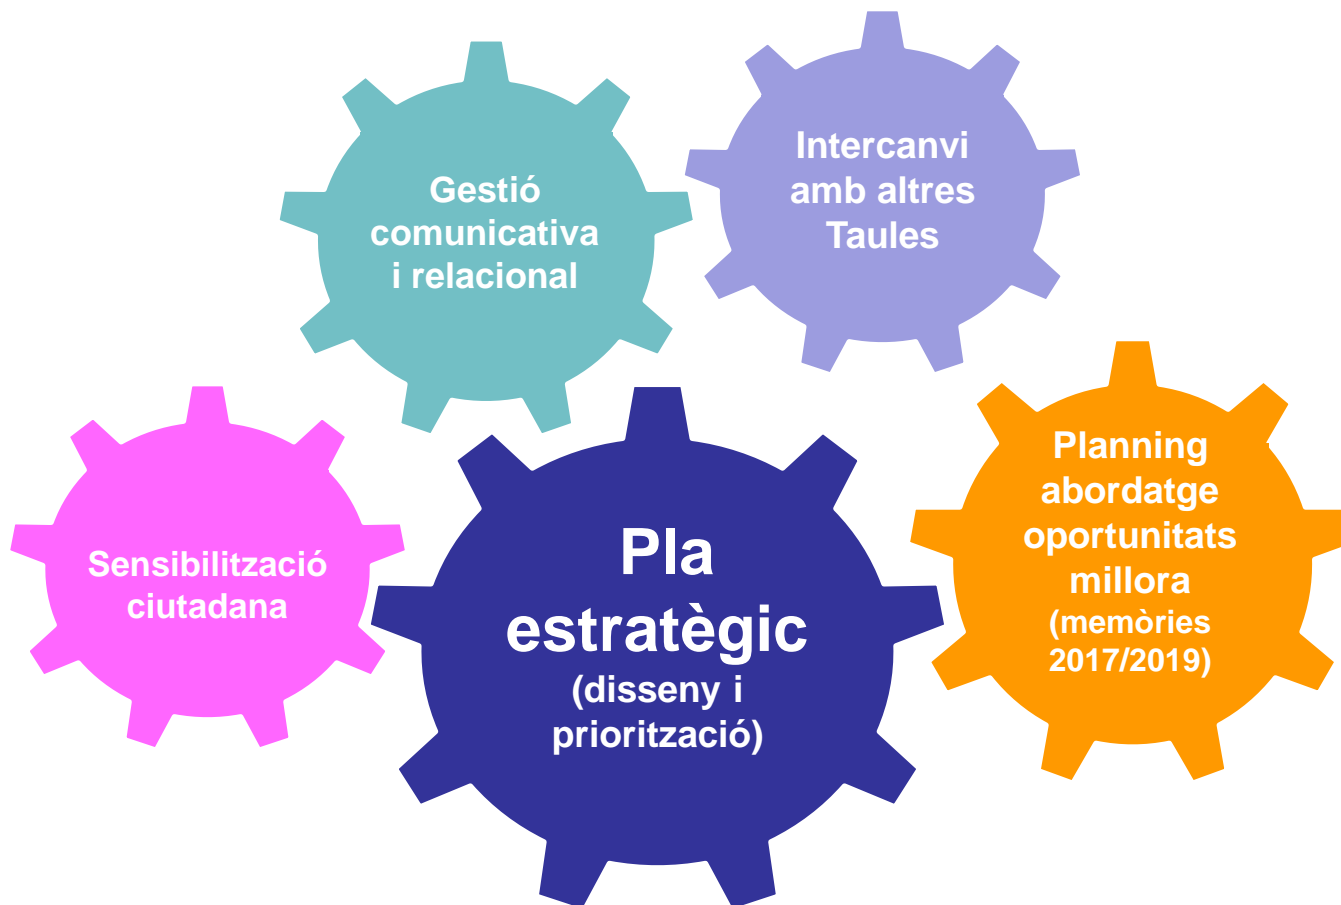 Gestió
comunicativa
i relacional
Intercanvi
amb altres
Taules
Sensibilització
ciutadana
Pla
estratègic
(disseny i
priorització)
Planning
abordatge
oportunitats
millora
(memòries
2017/2019)